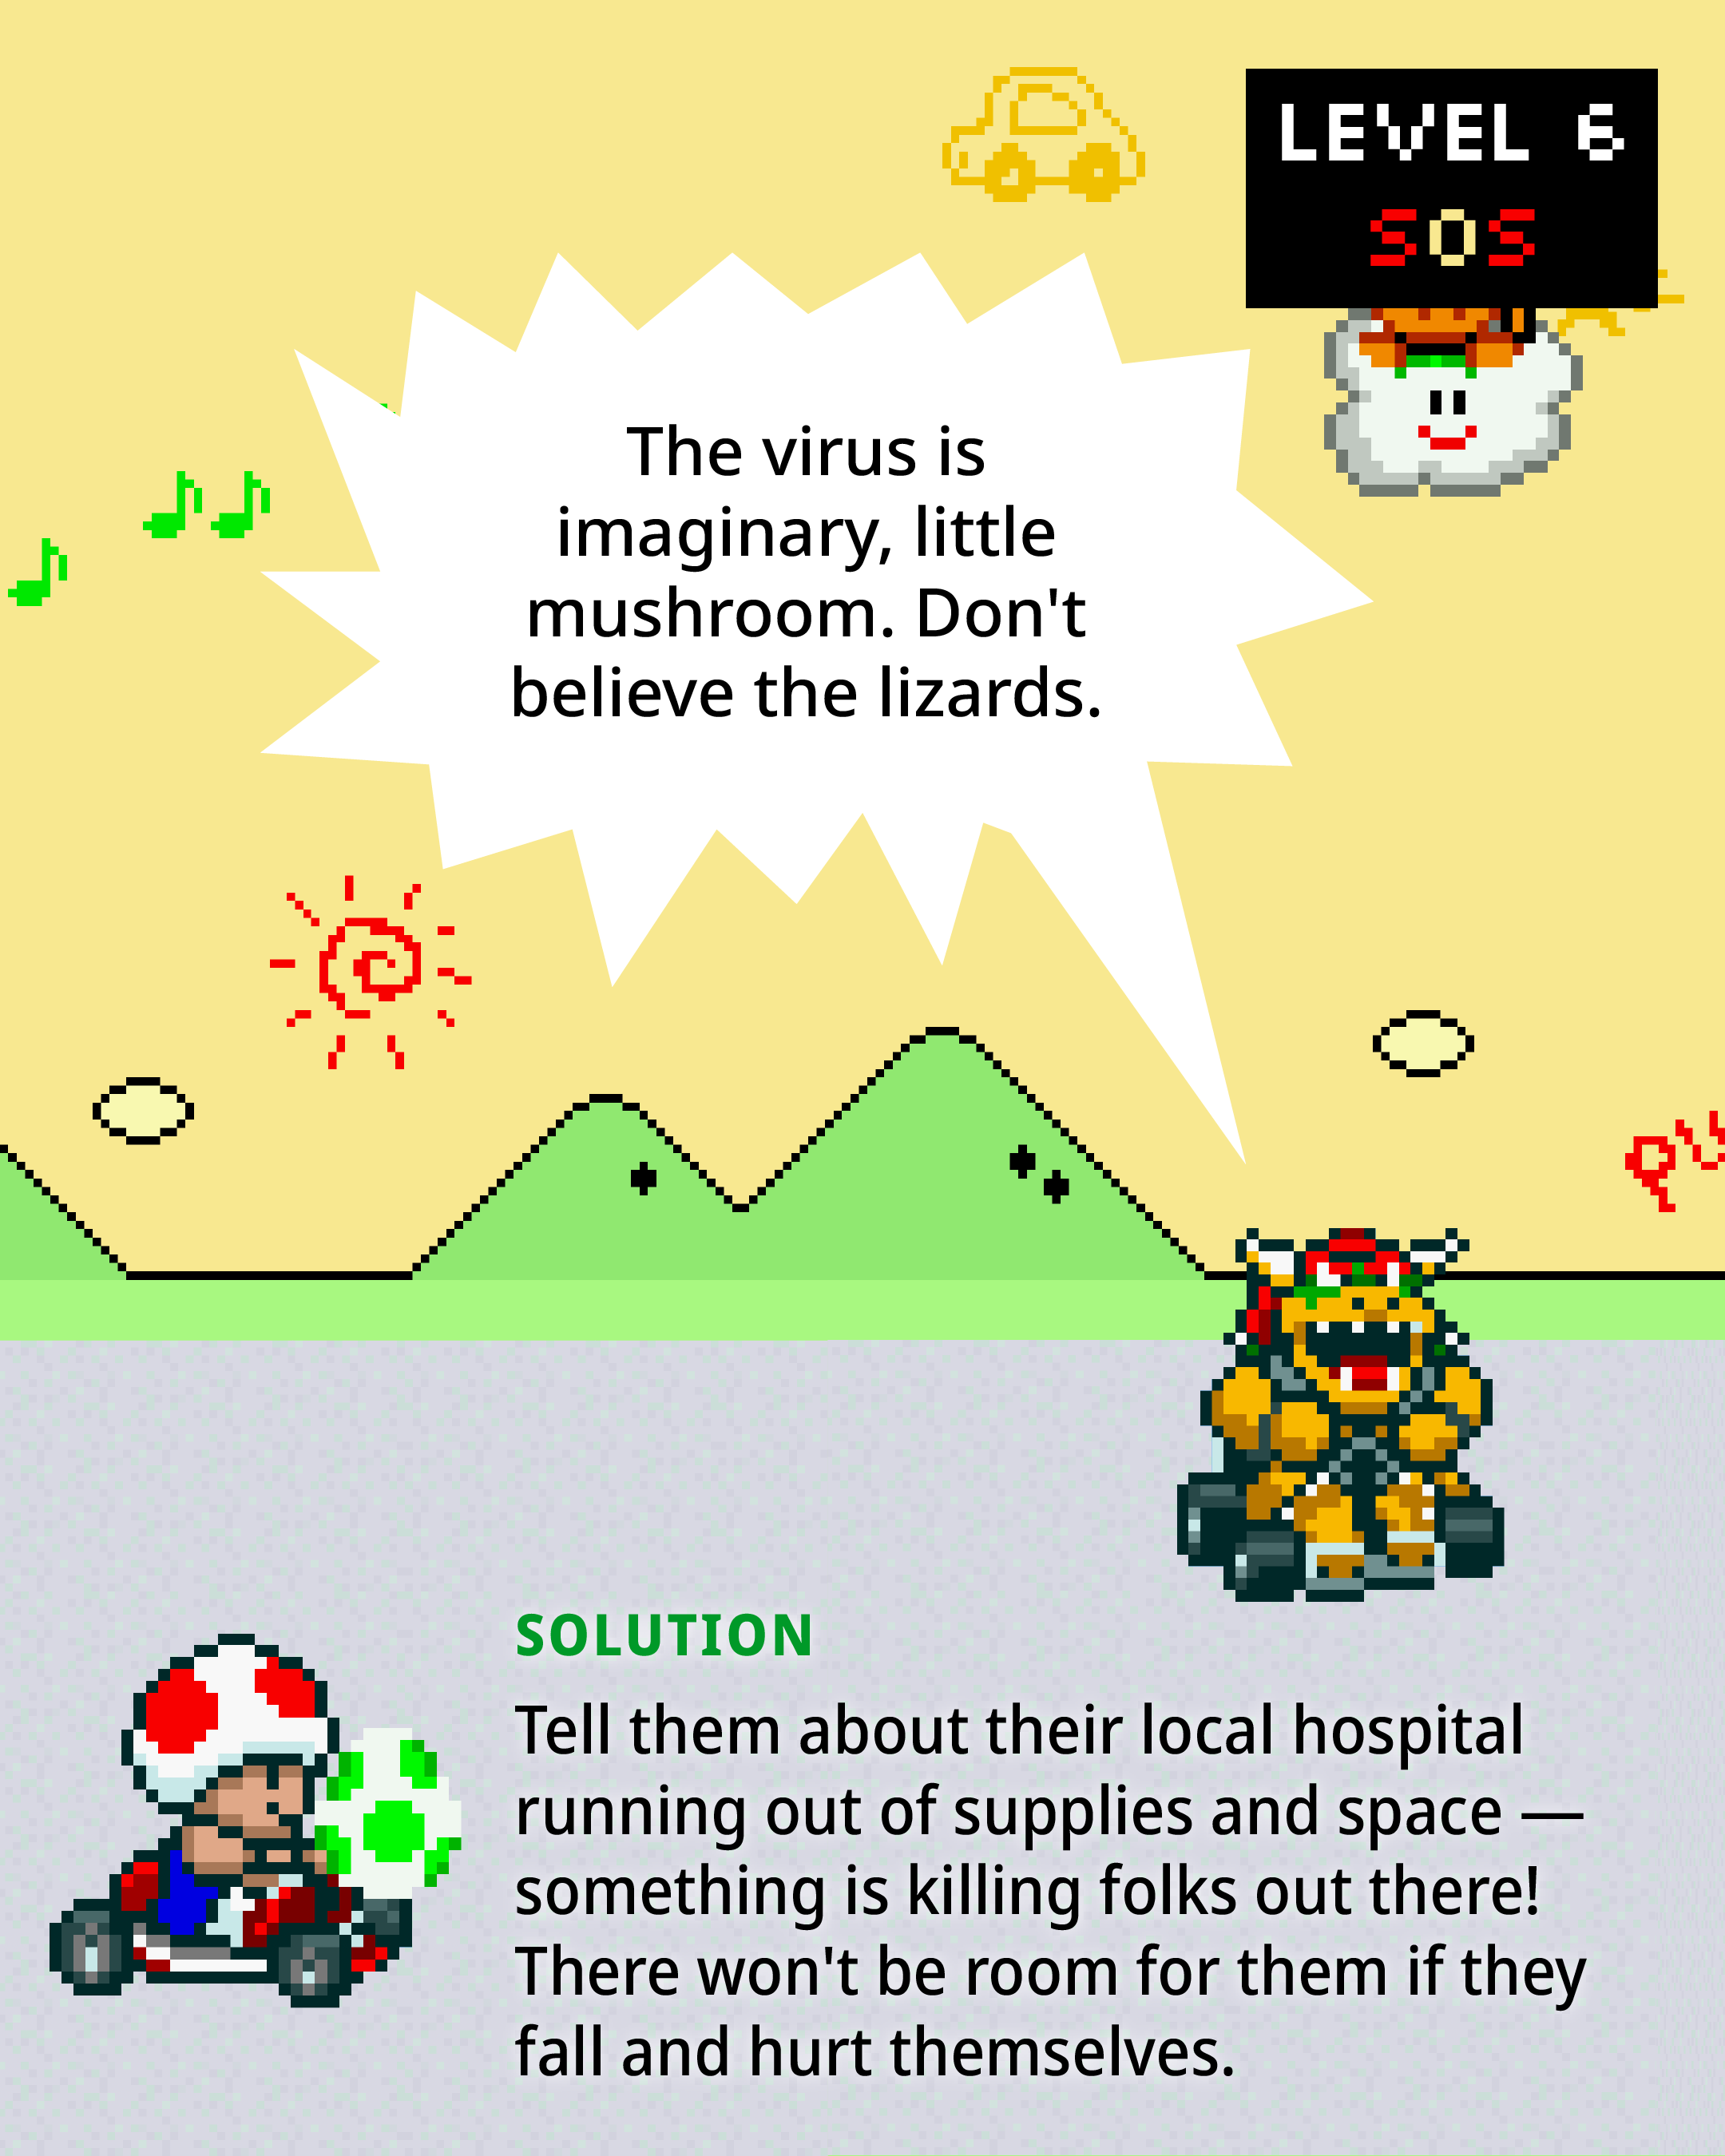 LEVEL 6
SOS
The virus is
imaginary, little
mushroom. Don't
believe the lizards.
SOLUTION
Tell them about their local hospital
running out of supplies and space —
something is killing folks out there!
There won't be room for them if they
fall and hurt themselves.